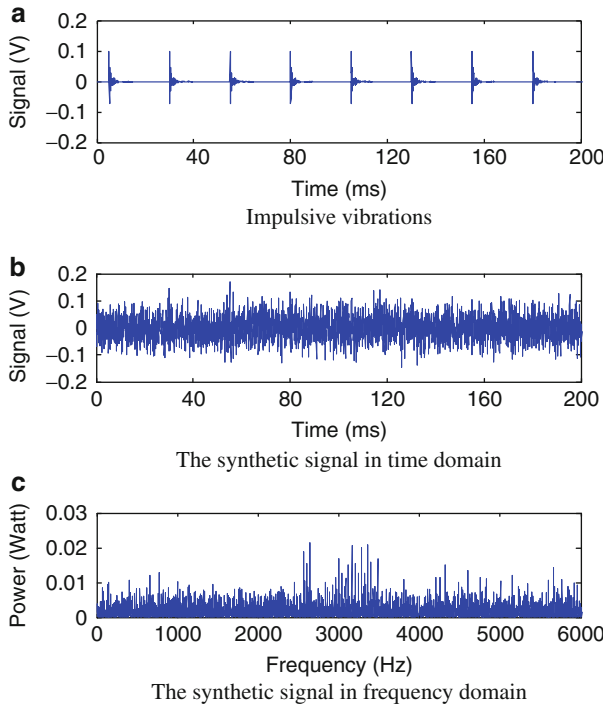 a
Signal (V)
0.2
0.1
0
−0.1
−0.2
0 40 80 120 160 200
Time (ms)
Impulsive vibrations
b
Signal (V)
0.2
0.1
0
−0.1
−0.2
0 40 80 120 160 200
Time (ms)
The synthetic signal in time domain
c
Power (Watt)
0.03
0.02
0.01
0
0 1000 2000 3000 4000 5000 6000
Frequency (Hz)
The synthetic signal in frequency domain